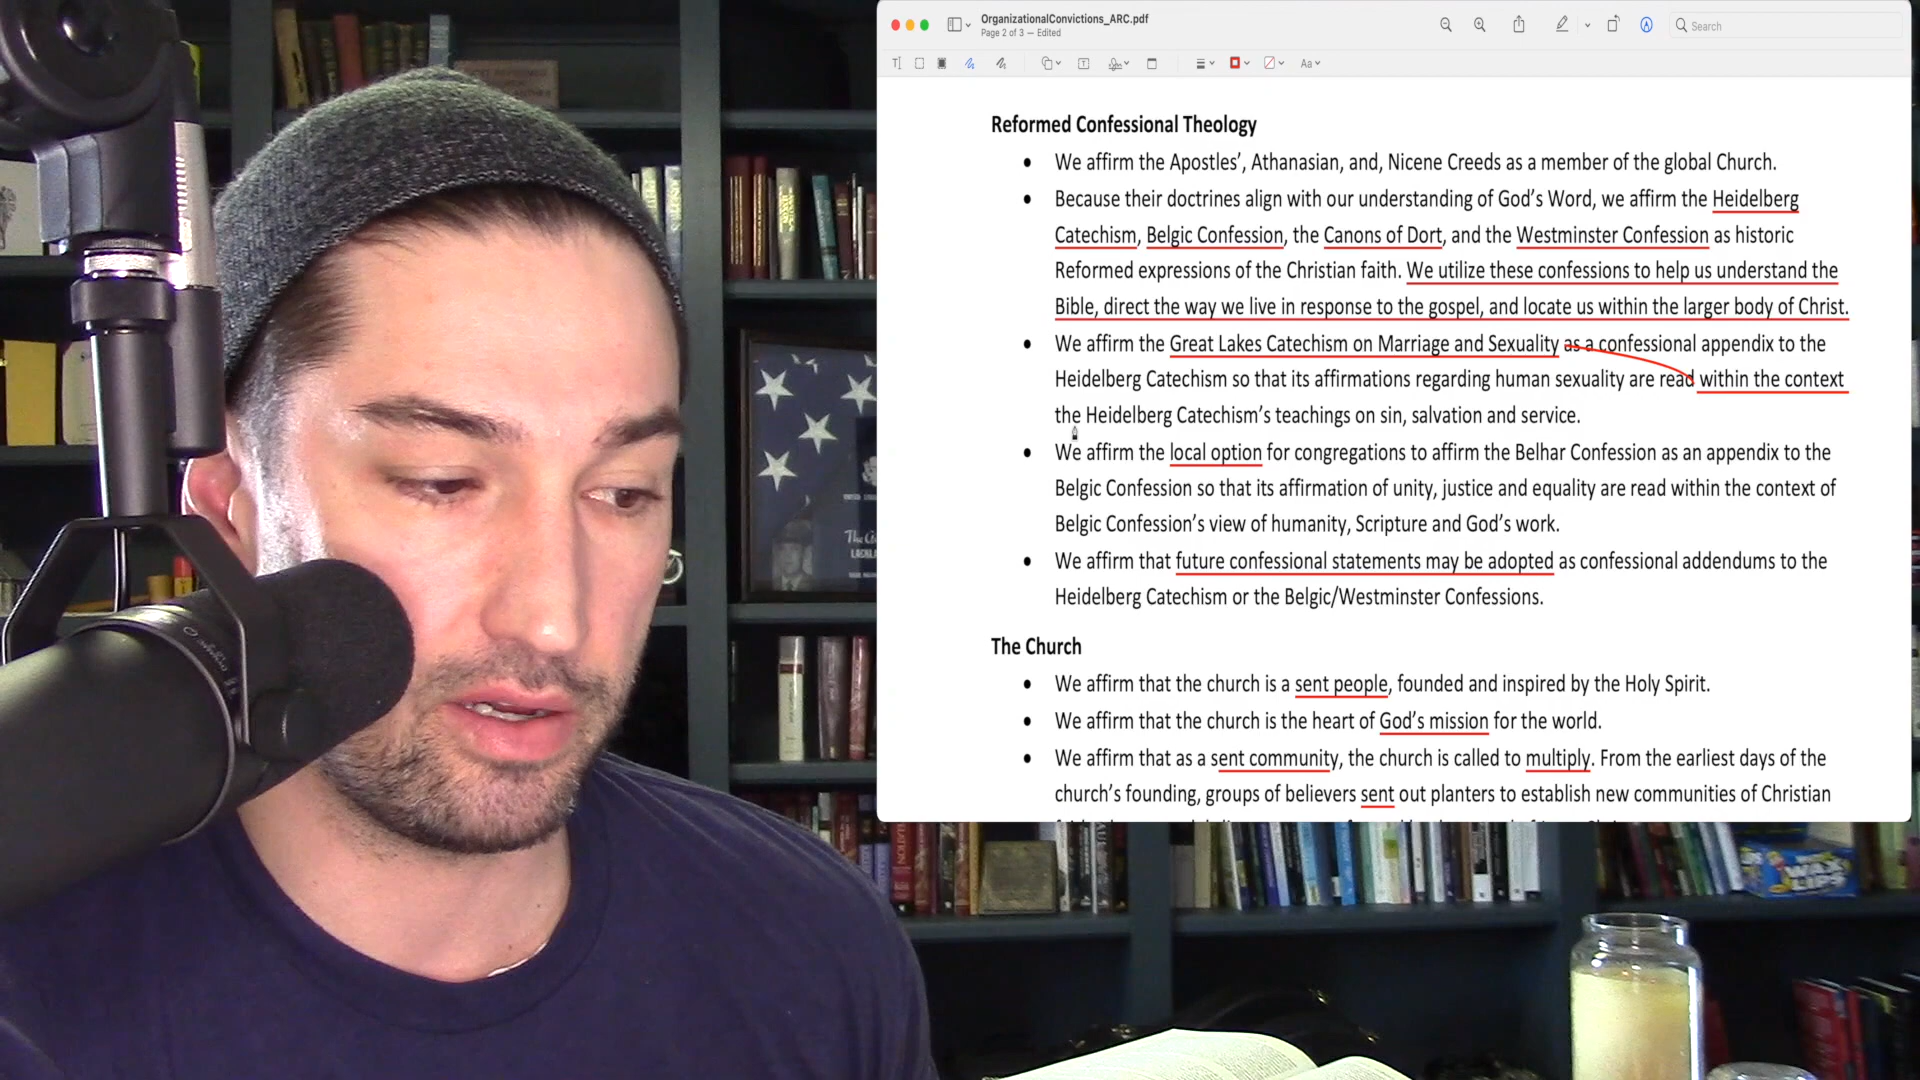 OrganizationalConvictions_ARC.pdf
Page 2 of 3 — Edited
Search
Aa
Reformed Confessional Theology
• We affirm the Apostles’, Athanasian, and, Nicene Creeds as a member of the global Church.
• Because their doctrines align with our understanding of God’s Word, we affirm the Heidelberg
Catechism, Belgic Confession, the Canons of Dort, and the Westminster Confession as historic
Reformed expressions of the Christian faith. We utilize these confessions to help us understand the
Bible, direct the way we live in response to the gospel, and locate us within the larger body of Christ.
• We affirm the Great Lakes Catechism on Marriage and Sexuality as a confessional appendix to the
Heidelberg Catechism so that its affirmations regarding human sexuality are read within the context
the Heidelberg Catechism’s teachings on sin, salvation and service.
• We affirm the local option for congregations to affirm the Belhar Confession as an appendix to the
Belgic Confession so that its affirmation of unity, justice and equality are read within the context of
Belgic Confession’s view of humanity, Scripture and God’s work.
• We affirm that future confessional statements may be adopted as confessional addendums to the
Heidelberg Catechism or the Belgic/Westminster Confessions.
The Church
• We affirm that the church is a sent people, founded and inspired by the Holy Spirit.
• We affirm that the church is the heart of God’s mission for the world.
• We affirm that as a sent community, the church is called to multiply. From the earliest days of the
church’s founding, groups of believers sent out planters to establish new communities of Christian
WAX
LIPS